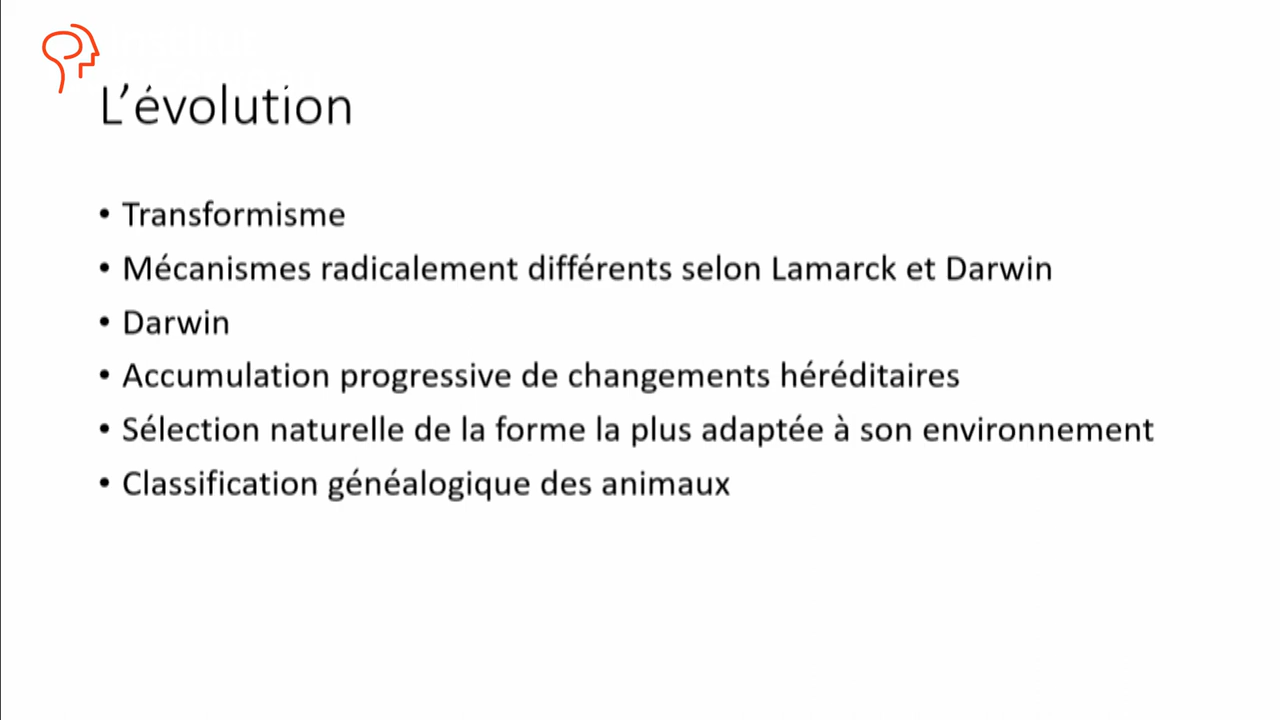 L'évolution
• Transformisme
• Mécanismes radicalement différents selon Lamarck et Darwin
• Darwin
• Accumulation progressive de changements héréditaires
• Sélection naturelle de la forme la plus adaptée à son environnement
• Classification généalogique des animaux